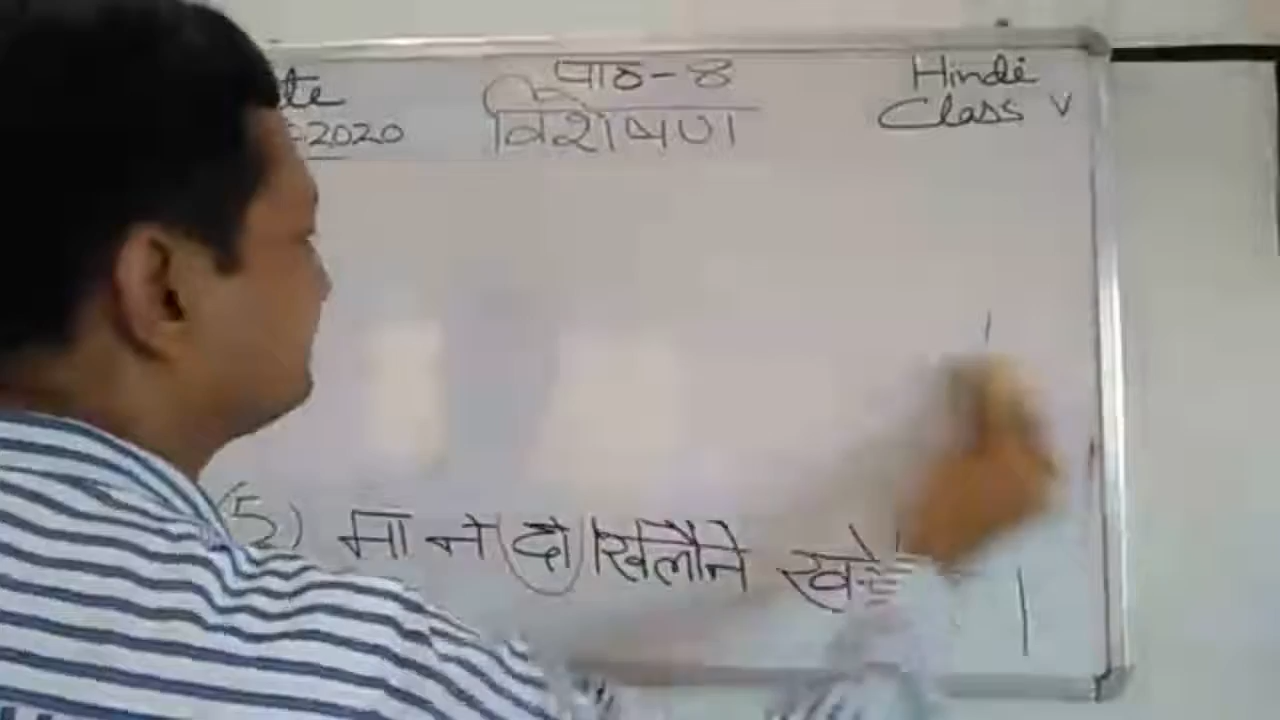 पाठ-8
Hindi
Class V
2020
विशेषण
(5) माँ ने दो खिलौने